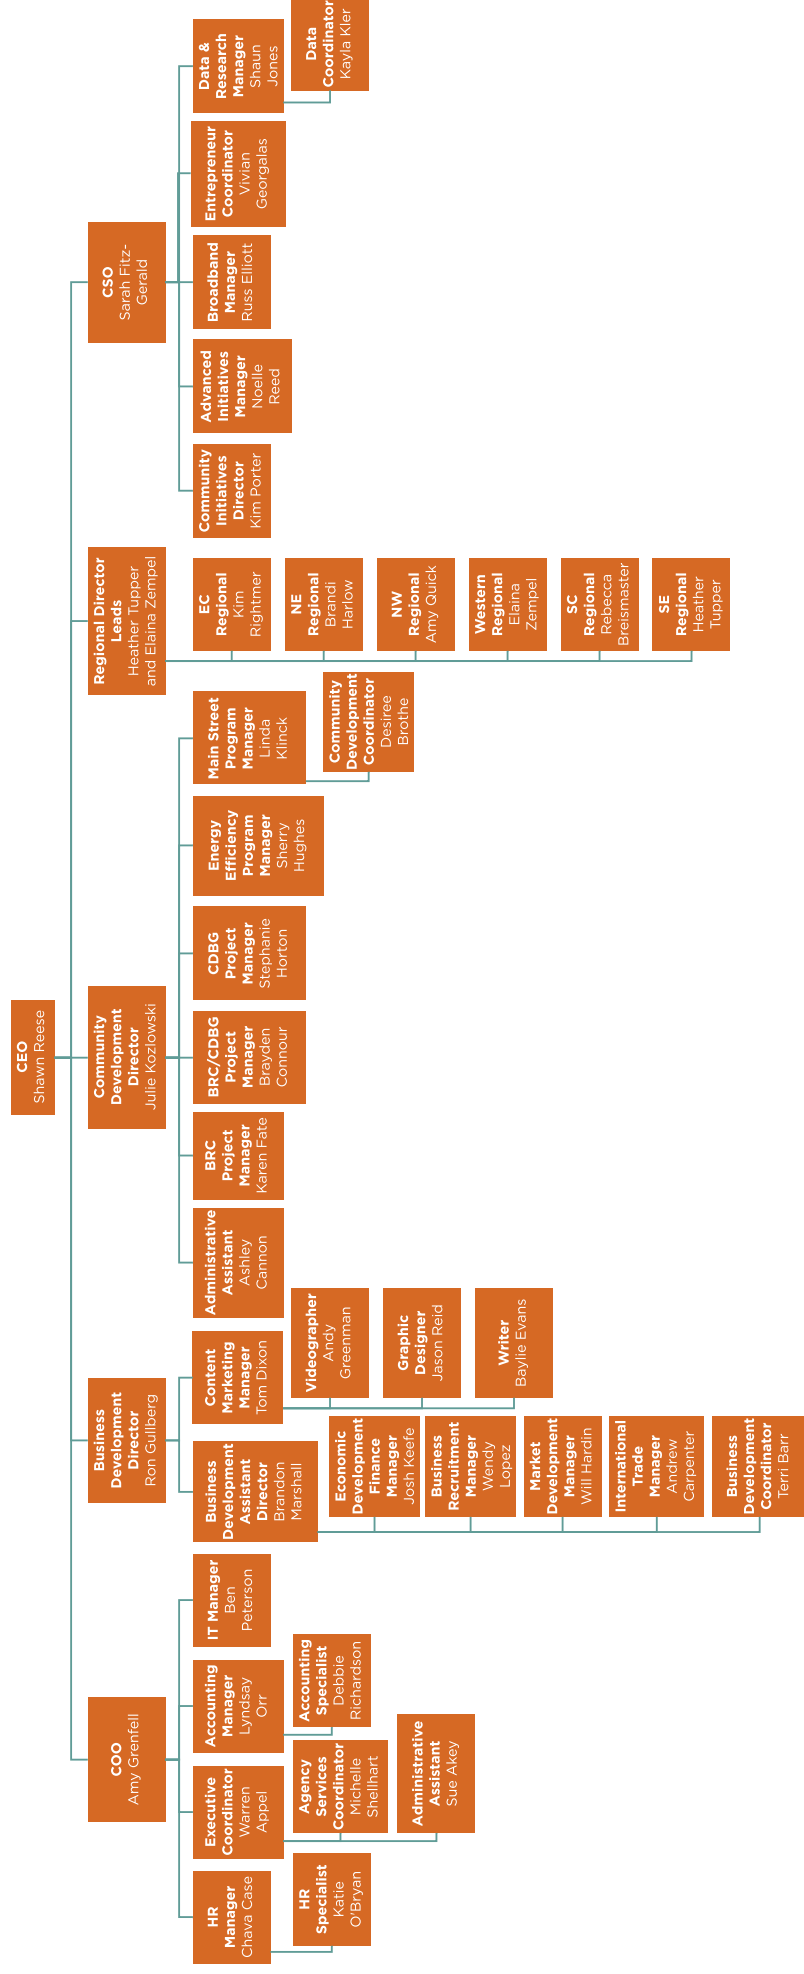 CEO
Shawn Reese
COO
Amy Grenfell
HR
Manager
Chava Case
HR
Specialist
Katie
O'Bryan
Executive
Coordinator
Warren
Appel
Agency
Services
Coordinator
Michelle
Shellhart
Administrative
Assistant
Sue Akey
Accounting
Manager
Lyndsay
Orr
Accounting
Specialist
Debbie
Richardson
IT Manager
Ben
Peterson
Business
Development
Director
Ron Gullberg
Business
Development
Assistant
Director
Brandon
Marshall
Economic
Development
Finance
Manager
Josh Keefe
Business
Recruitment
Manager
Wendy
Lopez
Market
Development
Manager
Will Hardin
International
Trade
Manager
Andrew
Carpenter
Business
Development
Coordinator
Terri Barr
Content
Marketing
Manager
Tom Dixon
Videographer
Andy
Greenman
Graphic
Designer
Jason Reid
Writer
Baylie Evans
Community
Development
Director
Julie Kozlowski
Administrative
Assistant
Ashley
Cannon
BRC
Project
Manager
Karen Fate
BRC/CDBG
Project
Manager
Brayden
Connour
CDBG
Project
Manager
Stephanie
Horton
Energy
Efficiency
Program
Manager
Sherry
Hughes
Main Street
Program
Manager
Linda
Klinck
Community
Development
Coordinator
Desiree
Brothe
Regional Director
Leads
Heather Tupper
and Elaina Zempel
EC
Regional
Kim
Rightmer
NE
Regional
Brandi
Harlow
NW
Regional
Amy Quick
Western
Regional
Elaina
Zempel
SC
Regional
Rebecca
Breismaster
SE
Regional
Heather
Tupper
CSO
Sarah Fitz-
Gerald
Community
Initiatives
Director
Kim Porter
Advanced
Initiatives
Manager
Noelle
Reed
Broadband
Manager
Russ Elliott
Entrepreneur
Coordinator
Vivian
Georgalas
Data &
Research
Manager
Shaun
Jones
Data
Coordinator
Kayla Kler